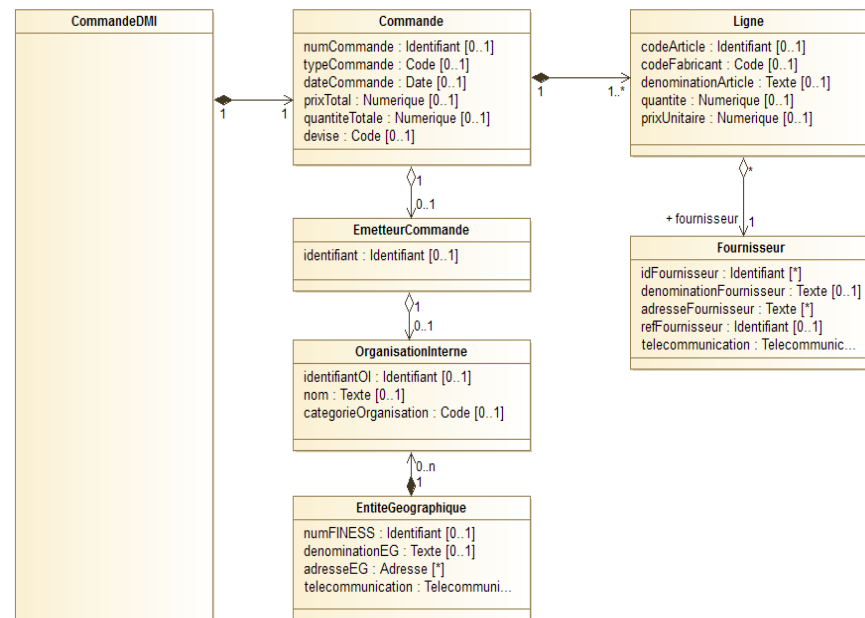 CommandeDMI
Commande
numCommande : Identifiant [0..1]
typeCommande : Code [0..1]
dateCommande : Date [0..1]
prixTotal : Numerique [0..1]
quantiteTotale : Numerique [0..1]
devise : Code [0..1]
Ligne
codeArticle : Identifiant [0..1]
codeFabricant : Code [0..1]
denominationArticle : Texte [0..1]
quantite : Numerique [0..1]
prixUnitaire : Numerique [0..1]
1
1
1
1..*
1
0..1
*
+ fournisseur
1
EmetteurCommande
identifiant : Identifiant [0..1]
Fournisseur
idFournisseur : Identifiant [*]
denominationFournisseur : Texte [0..1]
adresseFournisseur : Texte [*]
refFournisseur : Identifiant [0..1]
telecommunication : Telecommunic...
1
0..1
OrganisationInterne
identifiantOI : Identifiant [0..1]
nom : Texte [0..1]
categorieOrganisation : Code [0..1]
0..n
1
EntiteGeographique
numFINESS : Identifiant [0..1]
denominationEG : Texte [0..1]
adresseEG : Adresse [*]
telecommunication : Telecommuni...